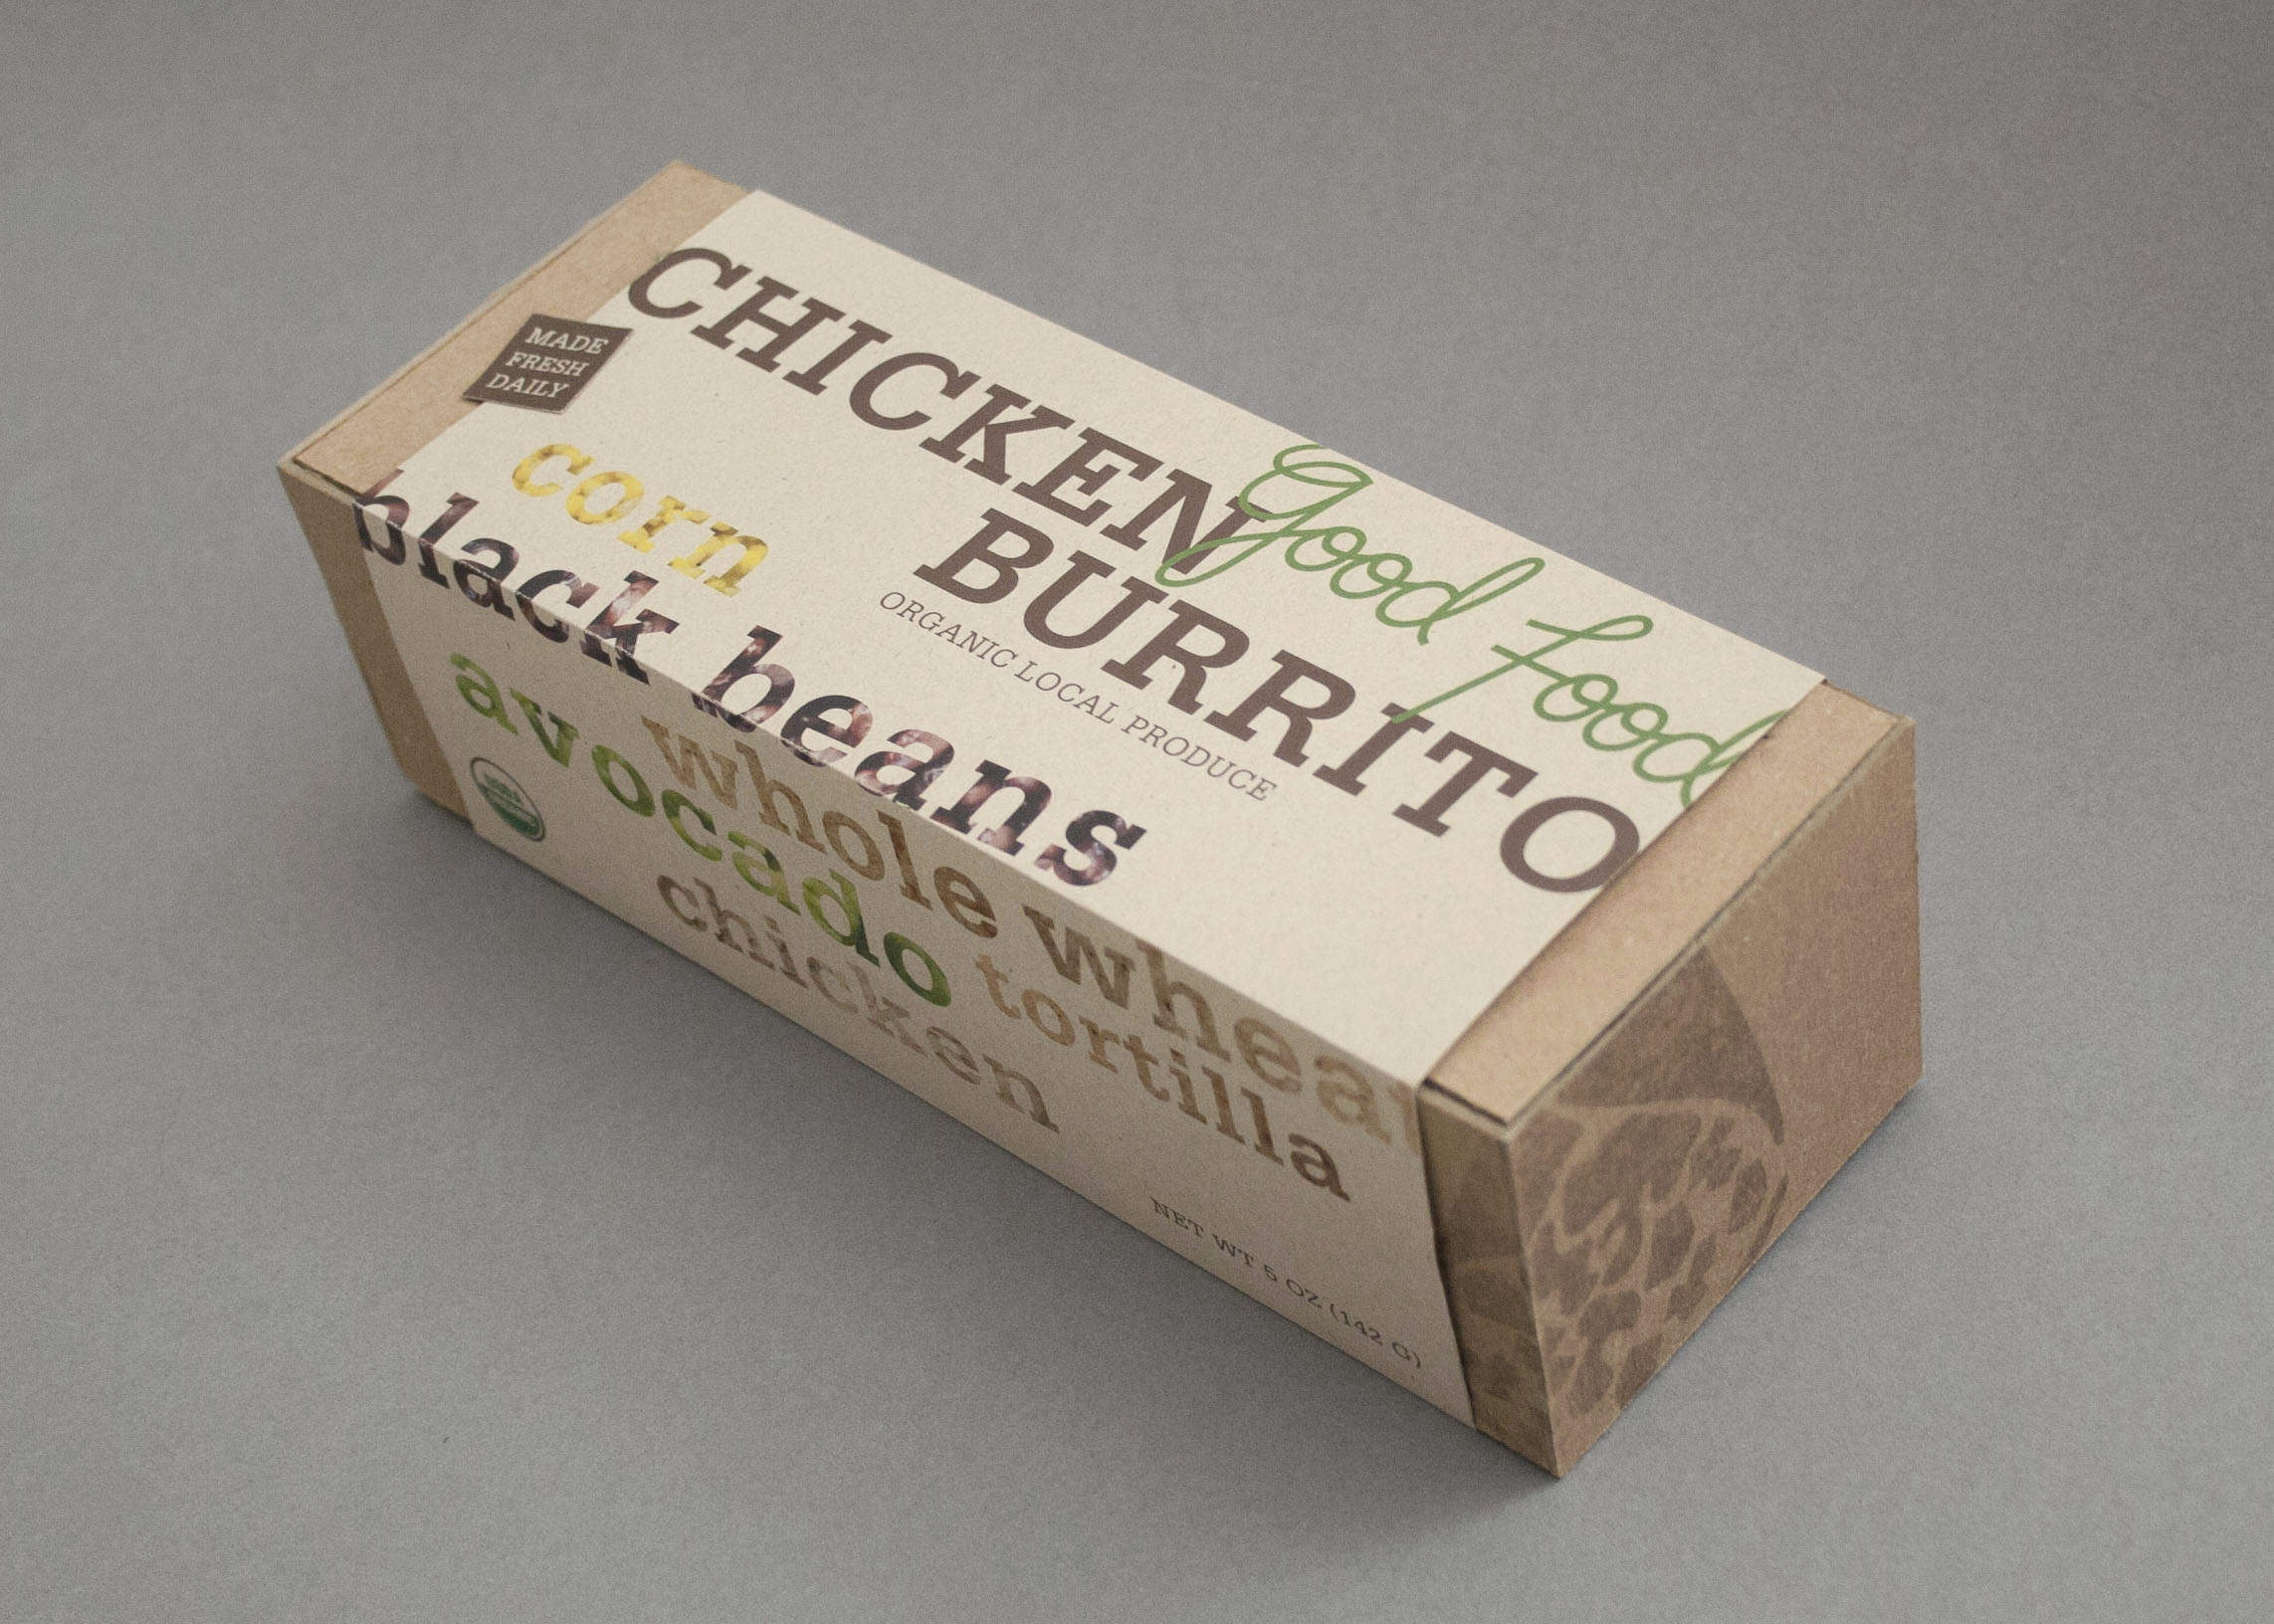 CHICKEN
BURRITO
Good Food
ORGANIC LOCAL PRODUCE
MADE
FRESH
DAILY
corn
black beans
whole wheat
avocado
tortilla
chicken
USDA
NET WT 5 OZ (142 G)